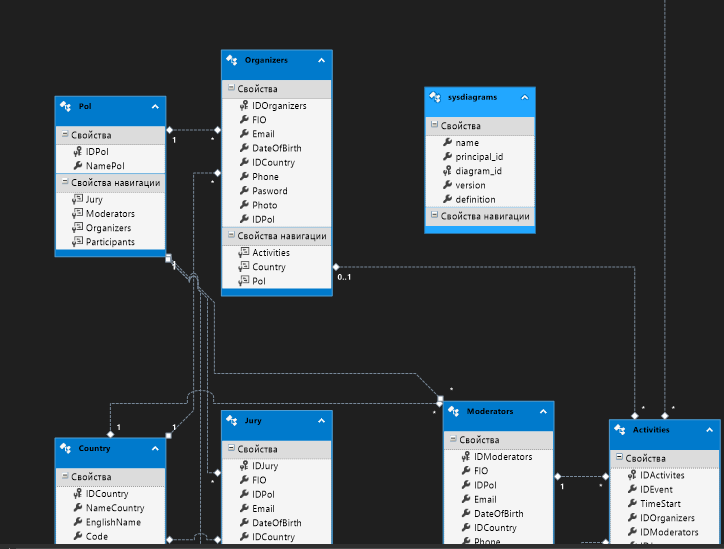 Organizers
Свойства
IDOrganizers
FIO
Email
DateOfBirth
IDCountry
Phone
Pasword
Photo
IDPol
Свойства навигации
Activities
Country
Pol
Pol
Свойства
IDPol
NamePol
Свойства навигации
Jury
Moderators
Organizers
Participants
1
*
*
1
0..1
sysdiagrams
Свойства
name
principal_id
diagram_id
version
definition
Свойства навигации
*
*
*
*
1
1
Country
Свойства
IDCountry
NameCountry
EnglishName
Code
Jury
Свойства
IDJury
FIO
IDPol
Email
DateOfBirth
IDCountry
*
Moderators
Свойства
IDModerators
FIO
IDPol
Email
DateOfBirth
IDCountry
Phone
1
*
Activities
Свойства
IDActivites
IDEvent
TimeStart
IDOrganizers
IDModerators